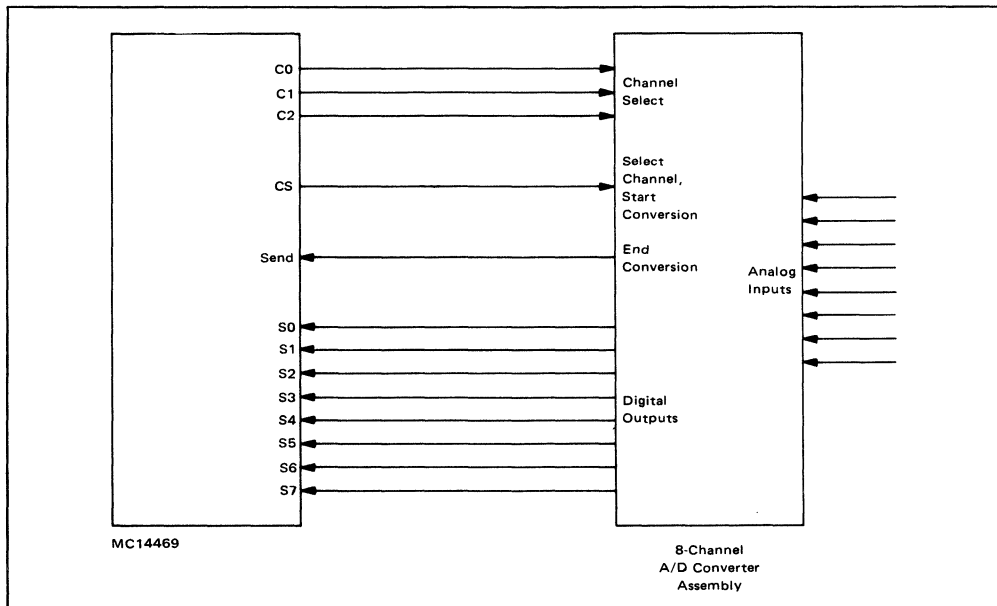 C0
C1
C2
CS
Send
S0
S1
S2
S3
S4
S5
S6
S7
MC14469
Channel
Select
Select
Channel,
Start
Conversion
End
Conversion
Digital
Outputs
Analog
Inputs
8-Channel
A/D Converter
Assembly